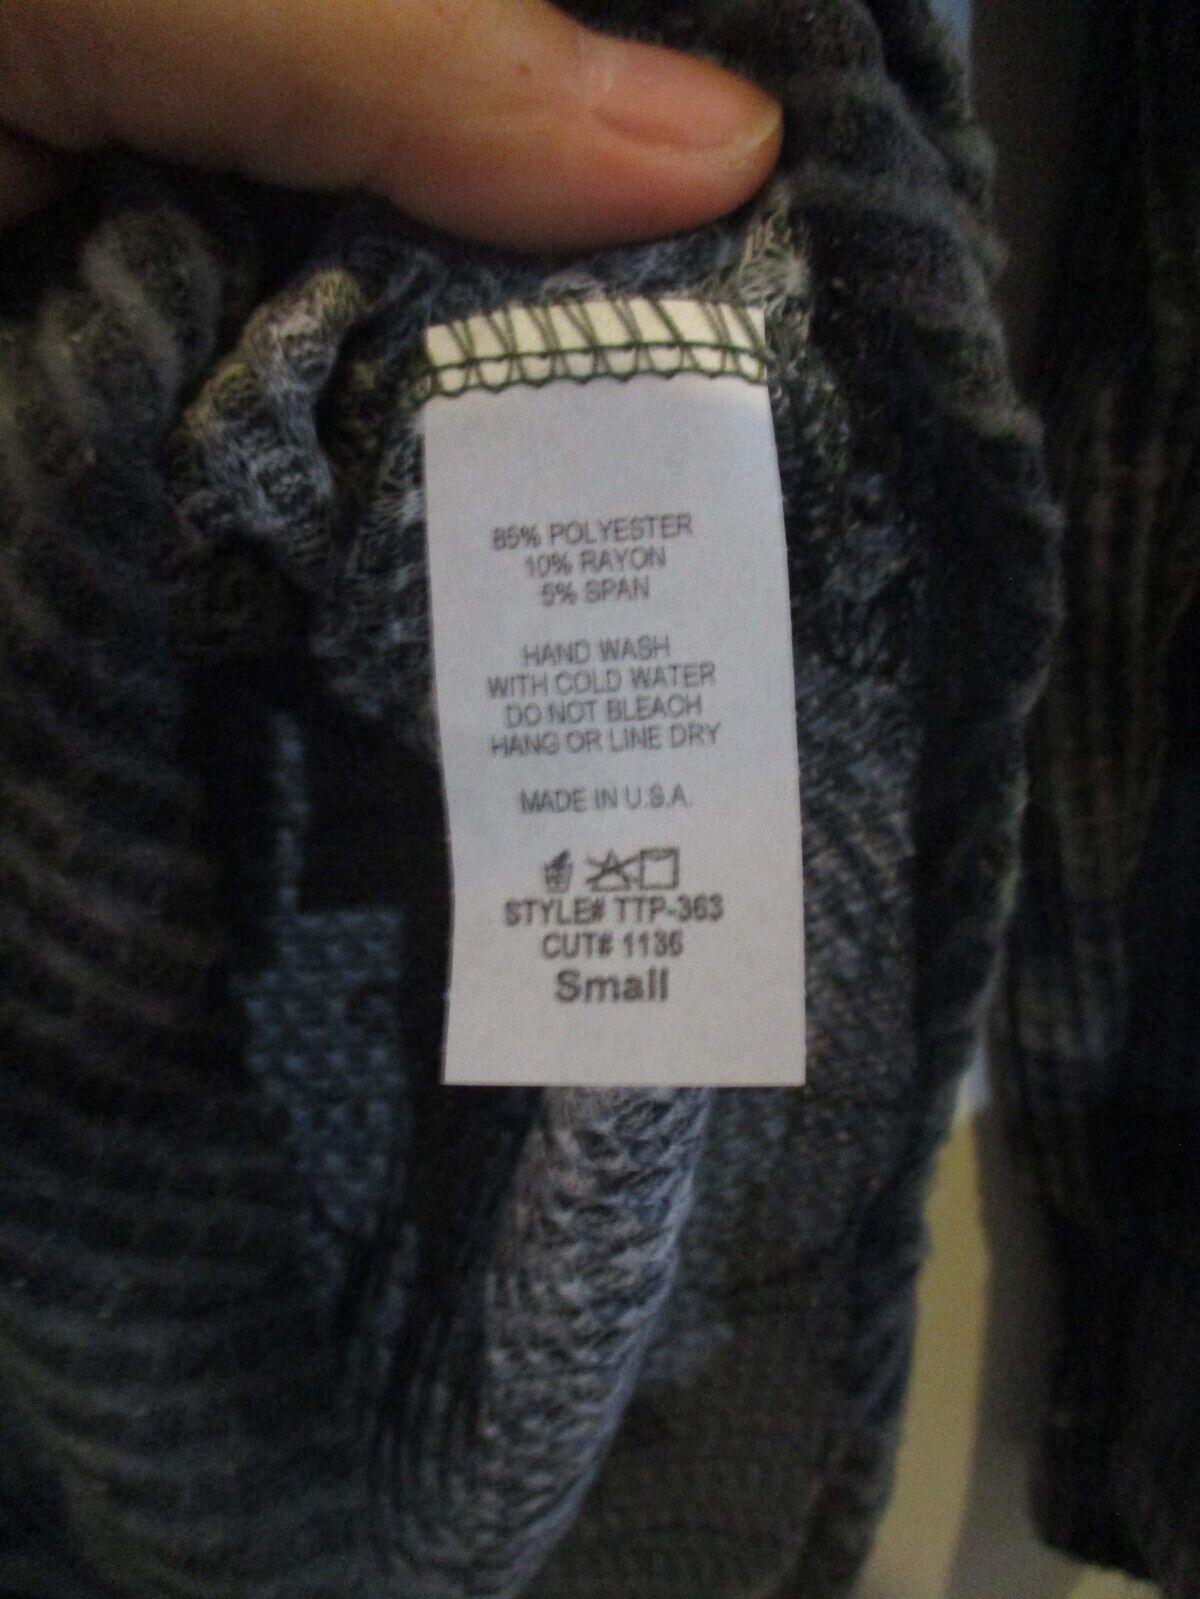 85% POLYESTER
10% RAYON
5% SPAN
HAND WASH
WITH COLD WATER
DO NOT BLEACH
HANG OR LINE DRY
MADE IN U.S.A.
STYLE# TTP-363
CUT# 1136
Small